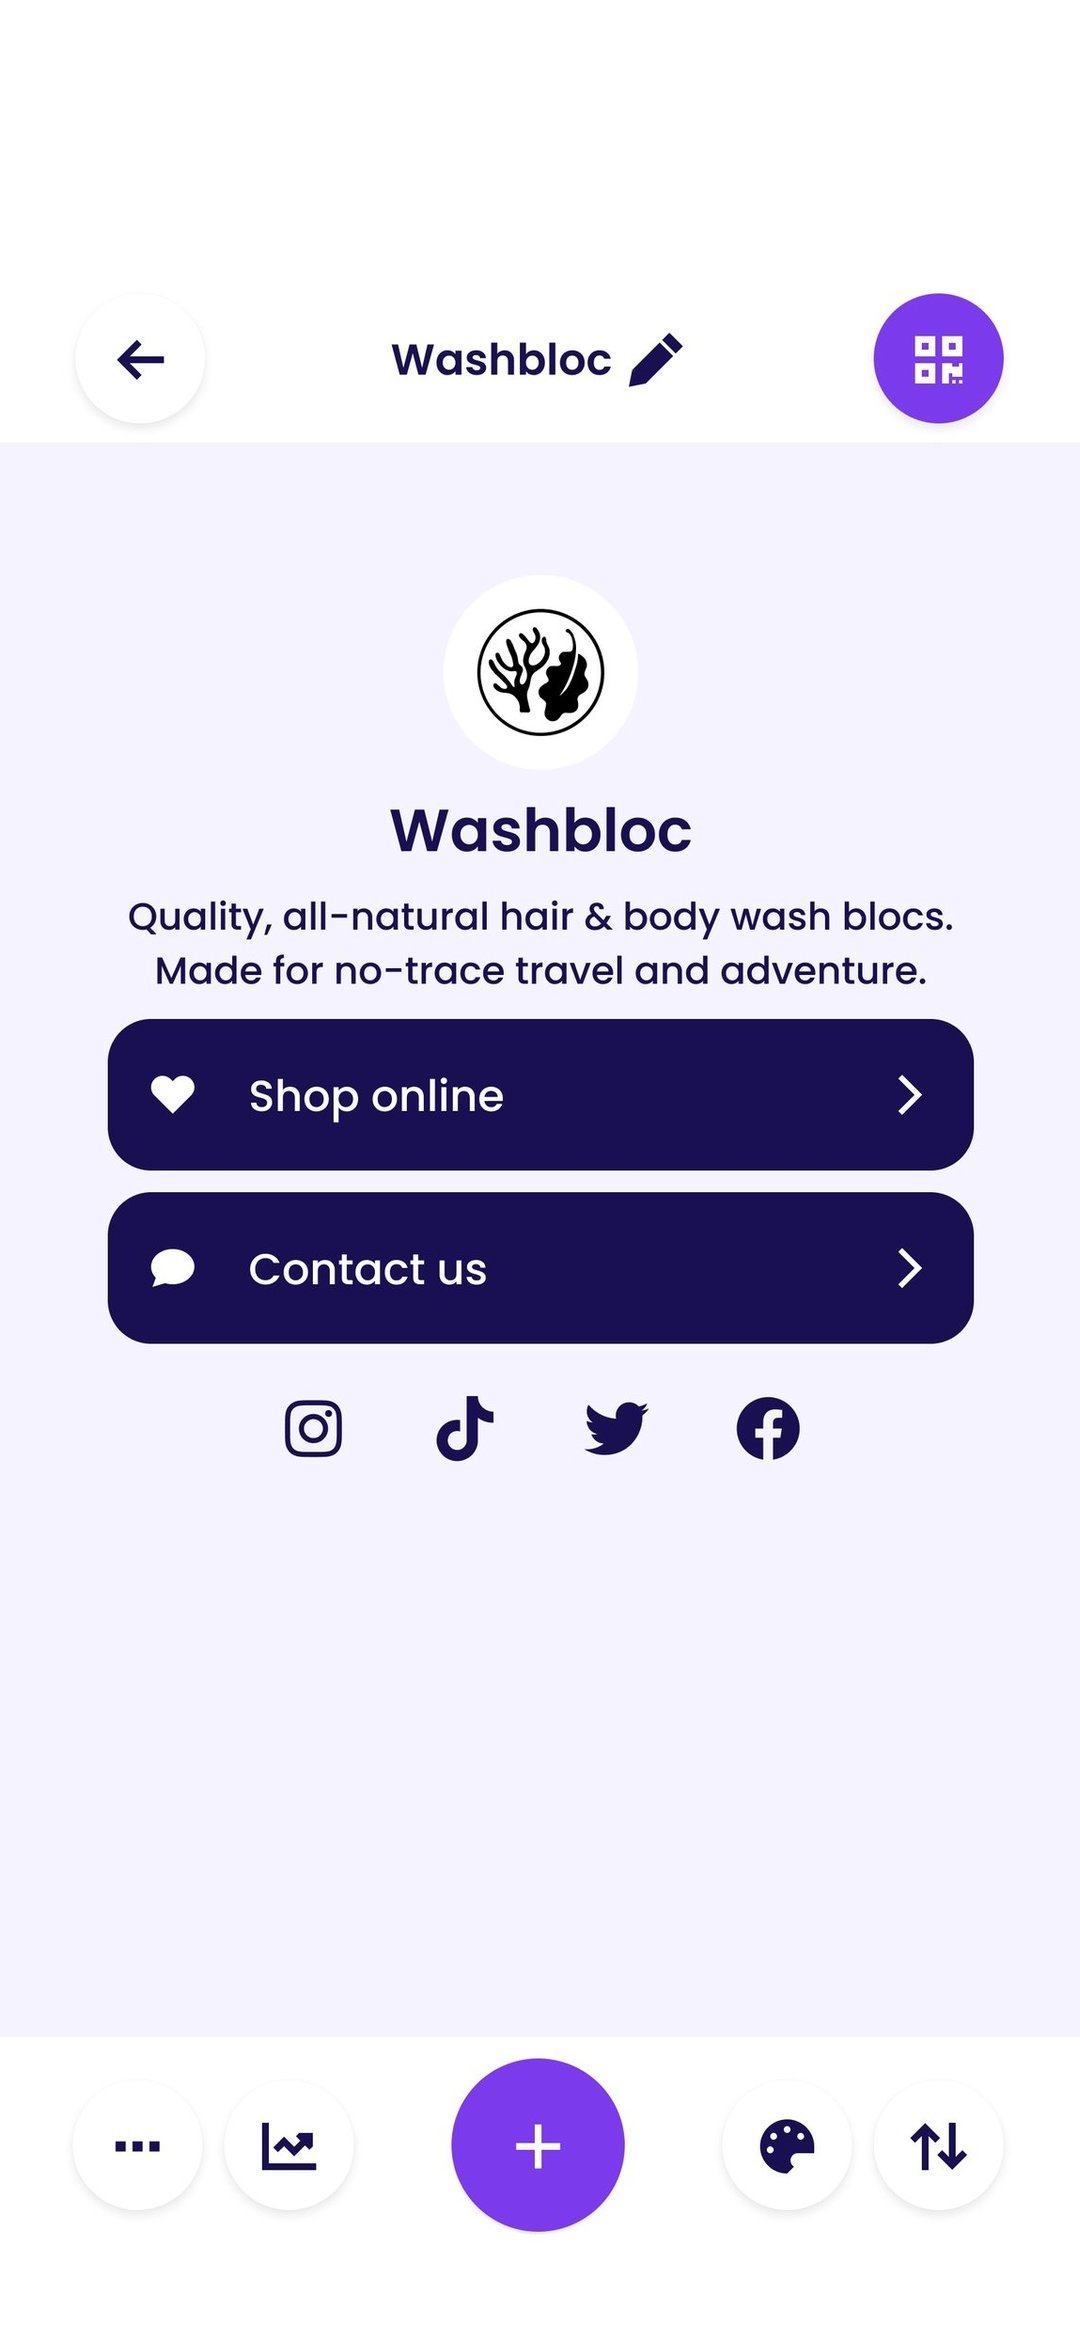 Washbloc
Washbloc
Quality, all-natural hair & body wash blocs.
Made for no-trace travel and adventure.
Shop online
Contact us